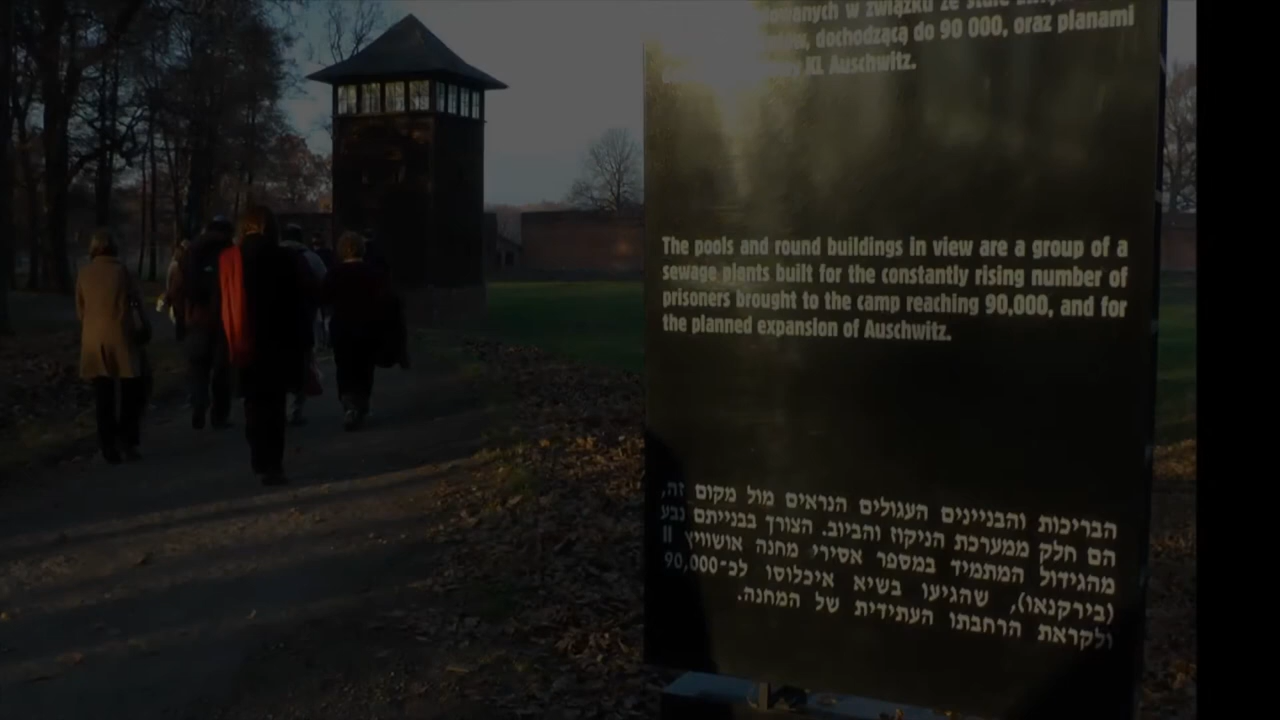 w związku ze stale
dochodzącą do 90 000, oraz planami
KL Auschwitz.
The pools and round buildings in view are a group of a
sewage plants built for the constantly rising number of
prisoners brought to the camp reaching 90,000, and for
the planned expansion of Auschwitz.
הבריכות והבניינים העגולים הנראים מול מקום זה,
הם חלק ממערכת הניקוז והביוב. הצורך בבנייתם נבע
מהגידול המתמיד במספר אסירי מחנה אושוויץ II
(בירקנאו), שהגיעו בשיא איכלוסו לכ־90,000
ולקראת הרחבתו העתידית של המחנה.